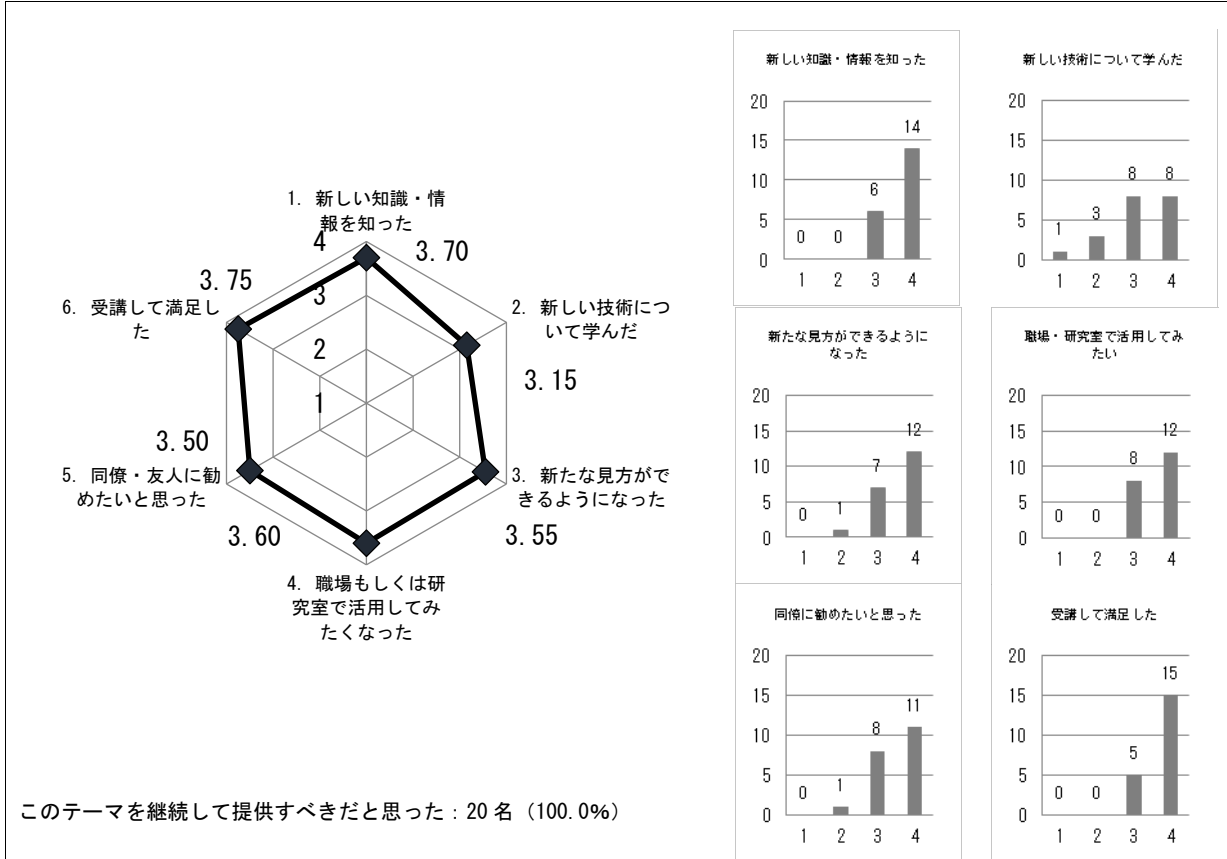 1. 新しい知識・情
報を知った
4
3.70
3.75
6. 受講して満足し
た
3
2. 新しい技術につ
いて学んだ
2
3.15
1
3.50
5. 同僚・友人に勧
めたいと思った
3. 新たな見方がで
きるようになった
3.60
3.55
4. 職場もしくは研
究室で活用してみ
たくなった
このテーマを継続して提供すべきだと思った：20 名（100.0%）
新しい知識・情報を知った
20
15
10
5
0
0
0
6
14
1 2 3 4
新しい技術について学んだ
20
15
10
5
0
1
3
8
8
1 2 3 4
新たな見方ができるように
なった
20
15
10
5
0
0
1
7
12
1 2 3 4
職場・研究室で活用してみ
たい
20
15
10
5
0
0
0
8
12
1 2 3 4
同僚に勧めたいと思った
20
15
10
5
0
0
1
8
11
1 2 3 4
受講して満足した
20
15
10
5
0
0
0
5
15
1 2 3 4